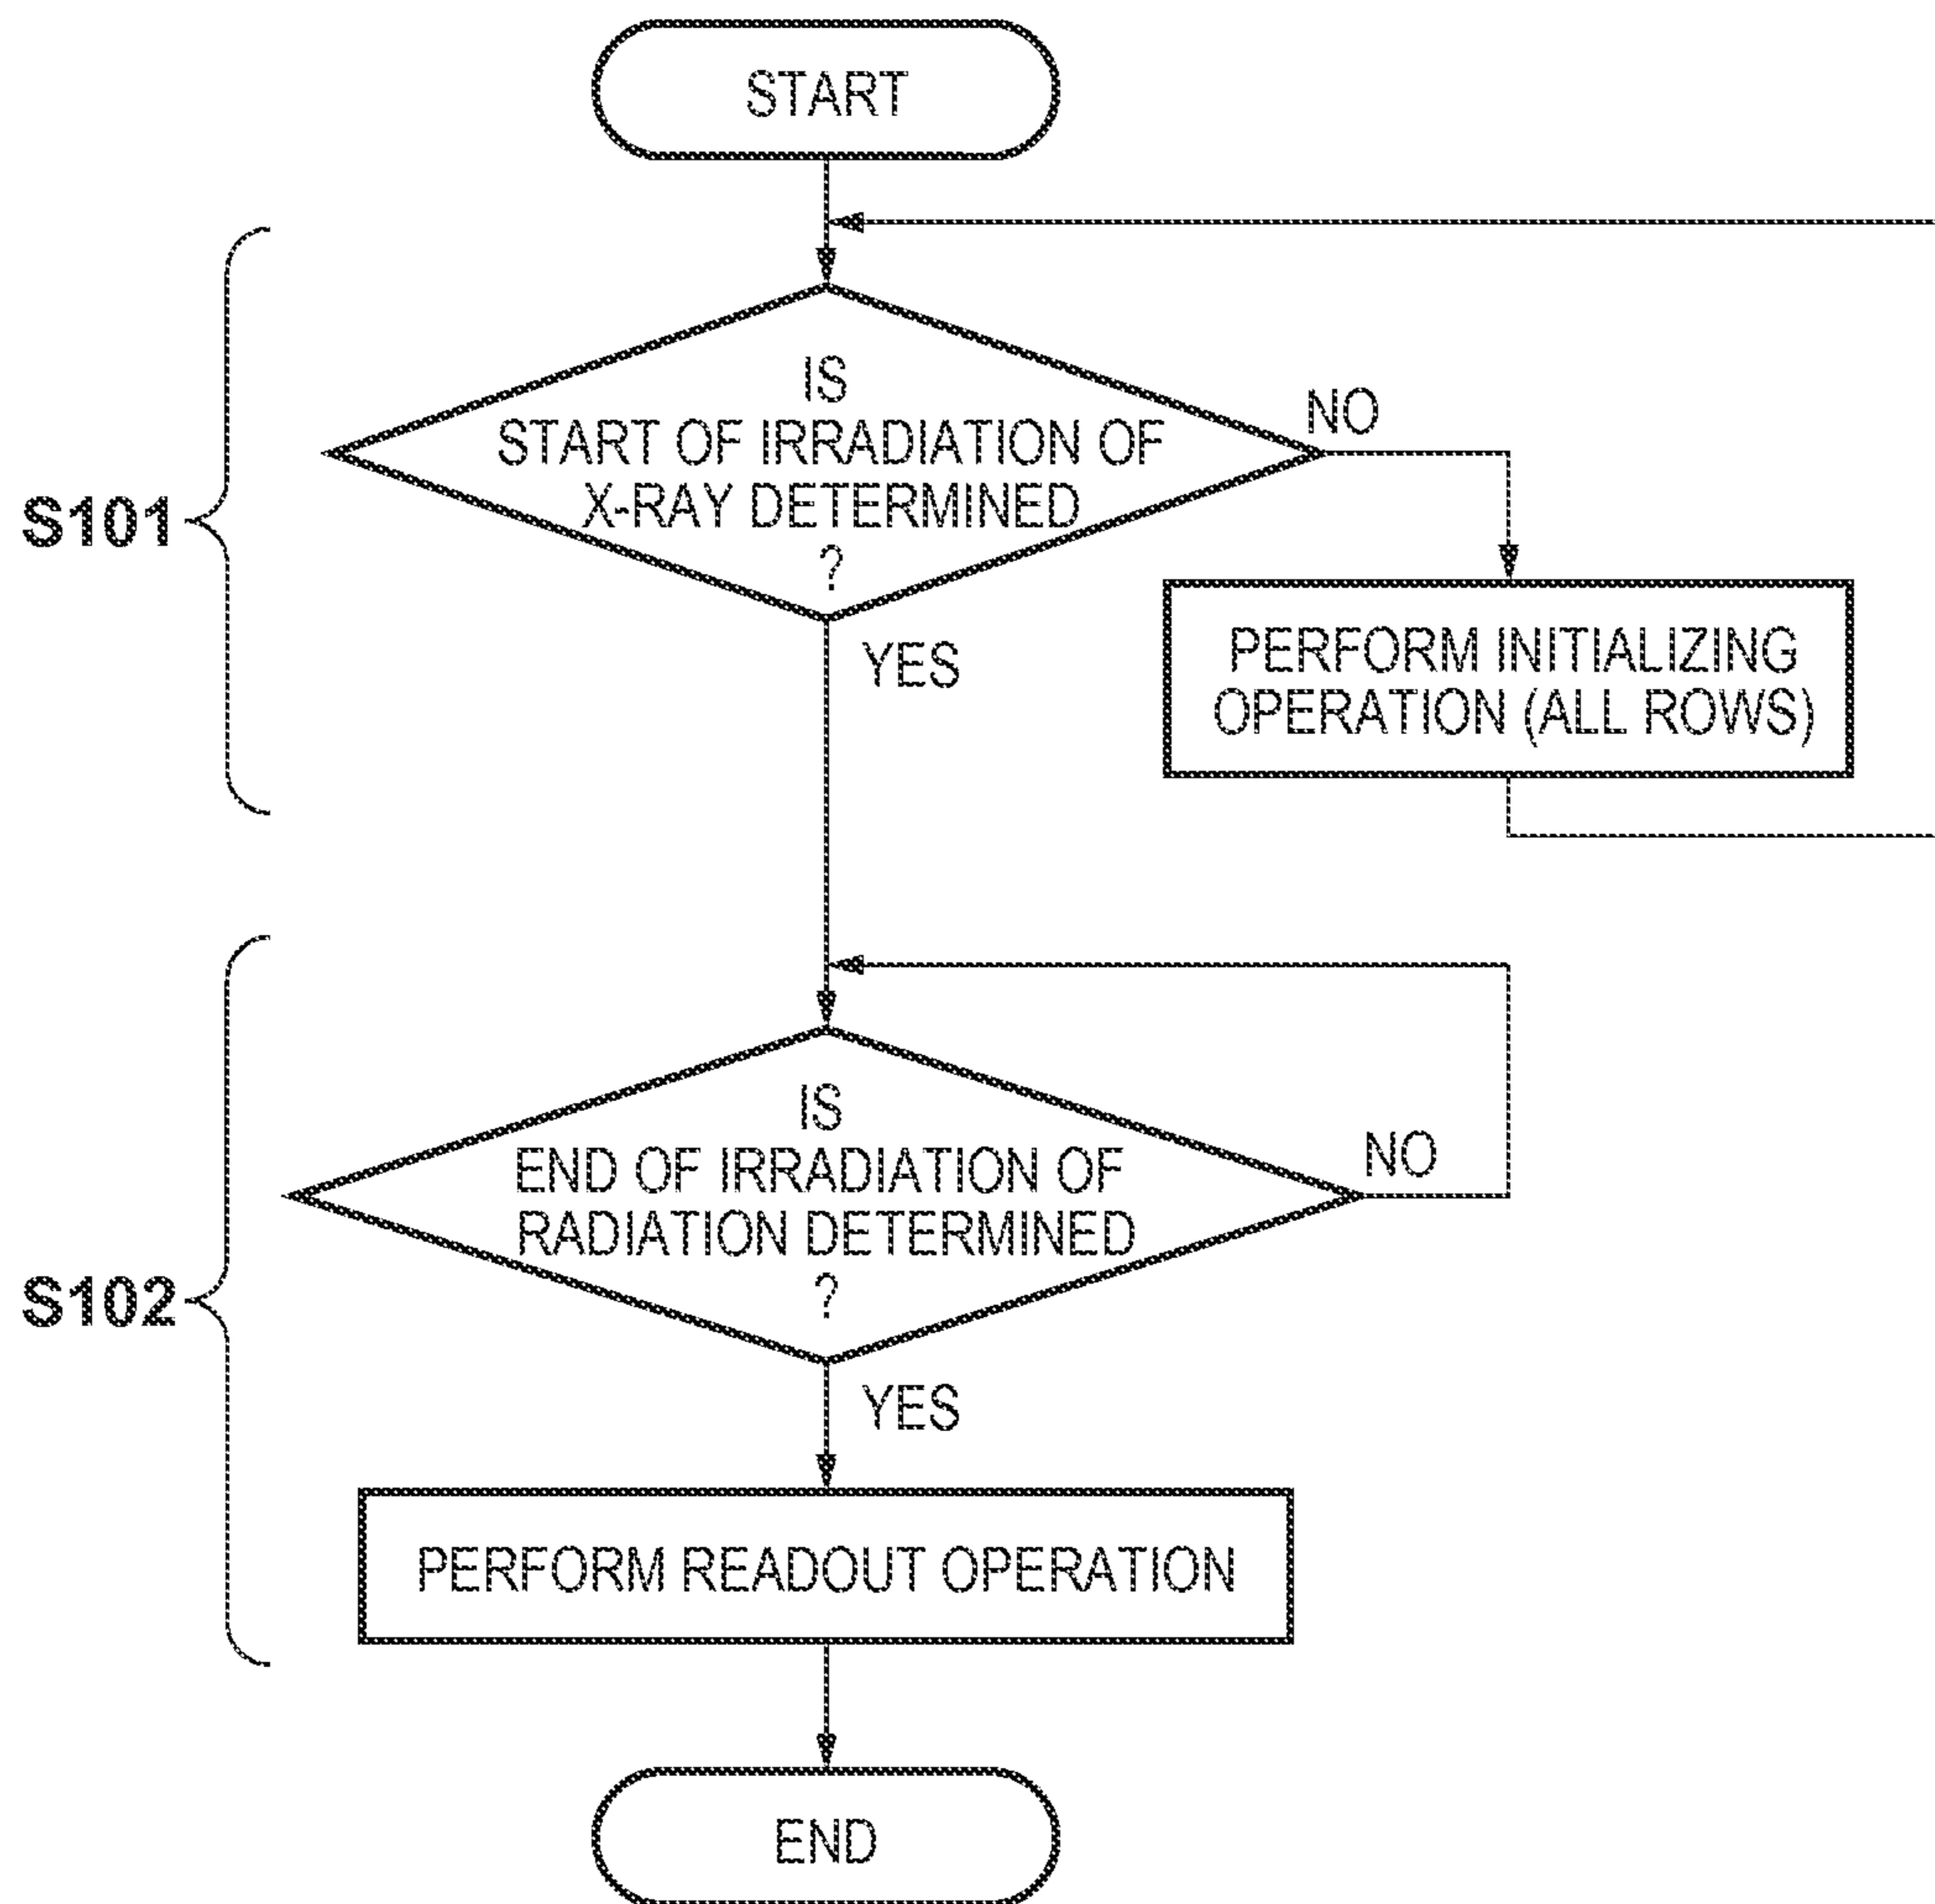 START
IS
START OF IRRADIATION OF
X-RAY DETERMINED
?
NO
S101
YES
PERFORM INITIALIZING
OPERATION (ALL ROWS)
IS
END OF IRRADIATION OF
RADIATION DETERMINED
?
NO
S102
YES
PERFORM READOUT OPERATION
END